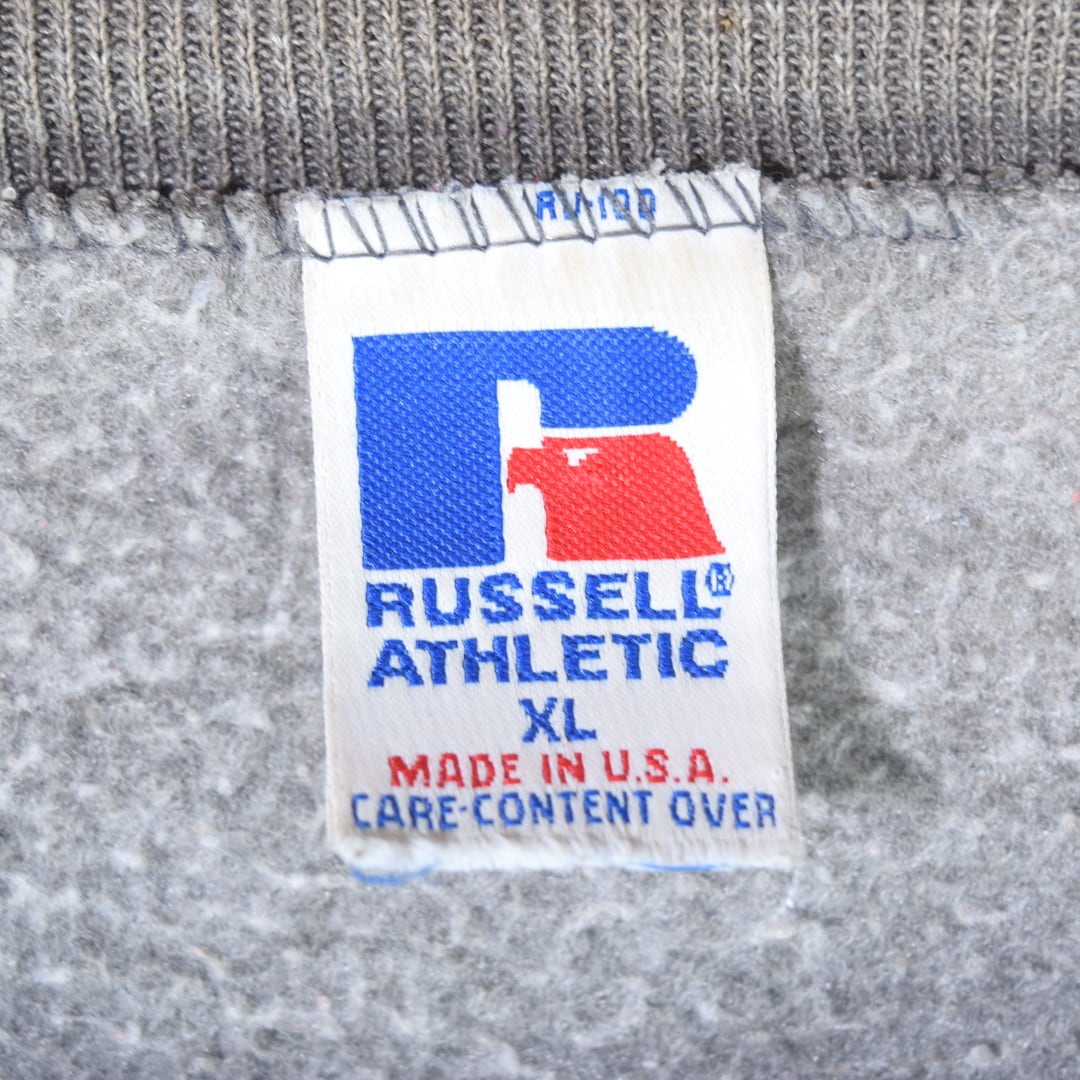 RUSSELL®
ATHLETIC
XL
MADE IN U.S.A.
CARE-CONTENT OVER